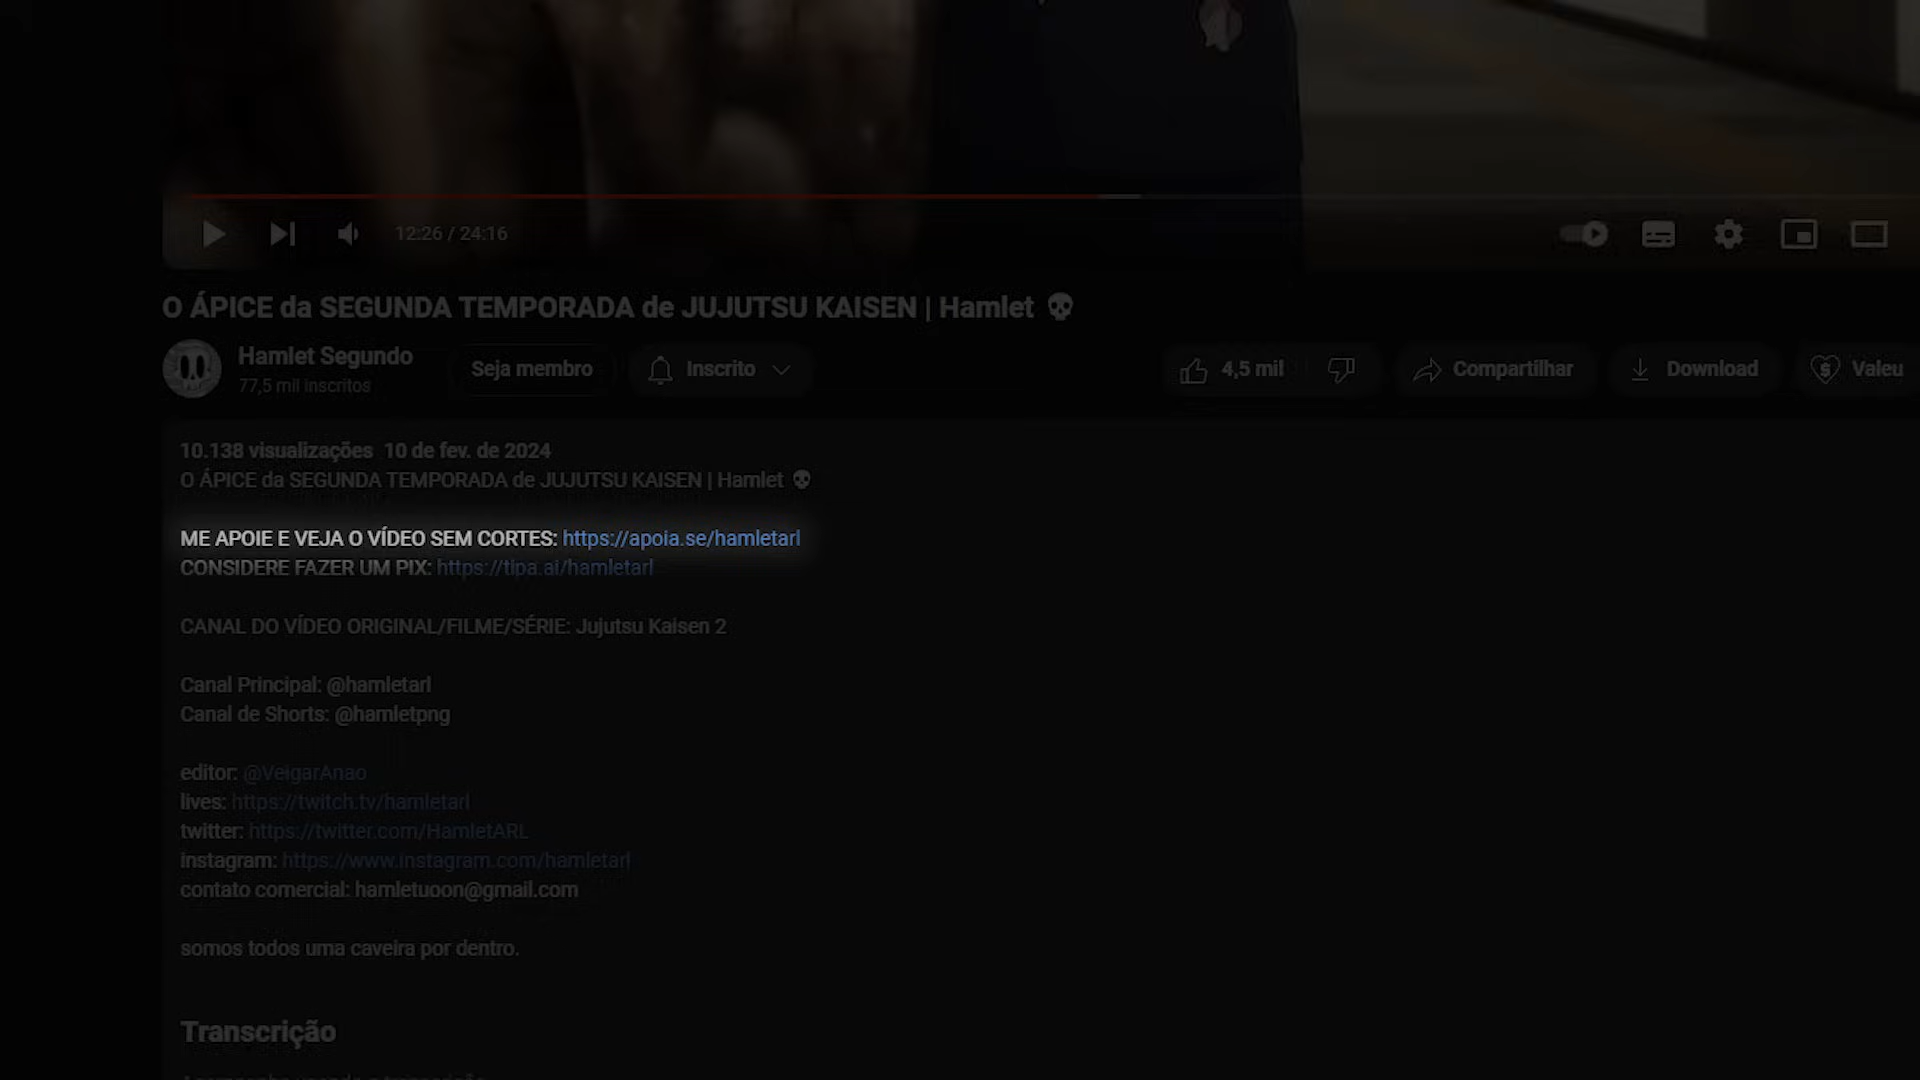 12:26 / 24:16
O ÁPICE da SEGUNDA TEMPORADA de JUJUTSU KAISEN | Hamlet 💀
Hamlet Segundo
77,5 mil inscritos
Seja membro
Inscrito
4,5 mil
Compartilhar
Download
Valeu
10.138 visualizações 10 de fev. de 2024
O ÁPICE da SEGUNDA TEMPORADA de JUJUTSU KAISEN | Hamlet 💀
ME APOIE E VEJA O VÍDEO SEM CORTES: https://apoia.se/hamletarl
CONSIDERE FAZER UM PIX: https://tipa.ai/hamletarl
CANAL DO VÍDEO ORIGINAL/FILME/SÉRIE: Jujutsu Kaisen 2
Canal Principal: @hamletarl
Canal de Shorts: @hamletpng
editor: @VeigarAnao
lives: https://twitch.tv/hamletarl
twitter: https://twitter.com/HamletARL
instagram: https://www.instagram.com/hamletarl
contato comercial: hamletuoon@gmail.com
somos todos uma caveira por dentro.
Transcrição